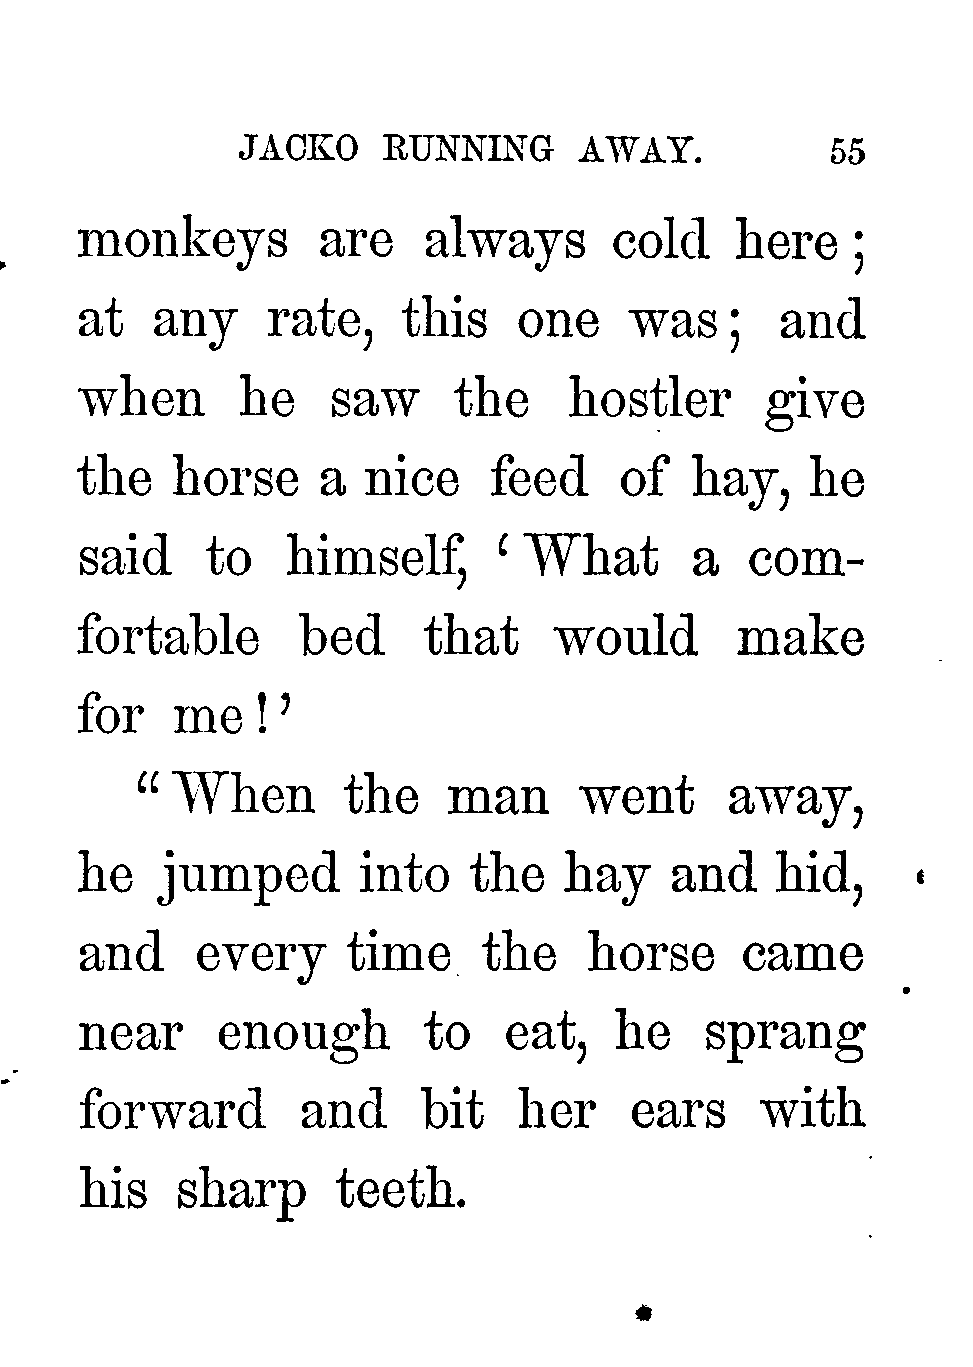 JACKO RUNNING AWAY. 55
monkeys are always cold here;
at any rate, this one was; and
when he saw the hostler give
the horse a nice feed of hay, he
said to himself, ‘What a com-
fortable bed that would make
for me!’
“When the man went away,
he jumped into the hay and hid,
and every time the horse came
near enough to eat, he sprang
forward and bit her ears with
his sharp teeth.